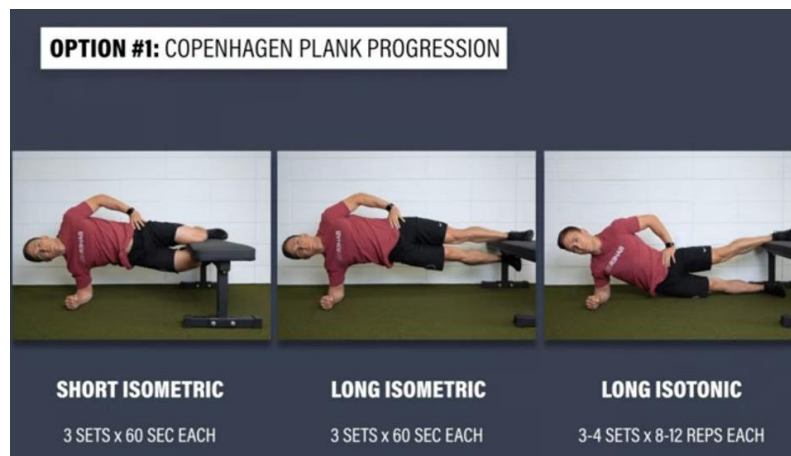 OPTION #1: COPENHAGEN PLANK PROGRESSION
SHORT ISOMETRIC
LONG ISOMETRIC
LONG ISOTONIC
3 SETS x 60 SEC EACH
3 SETS x 60 SEC EACH
3-4 SETS x 8-12 REPS EACH